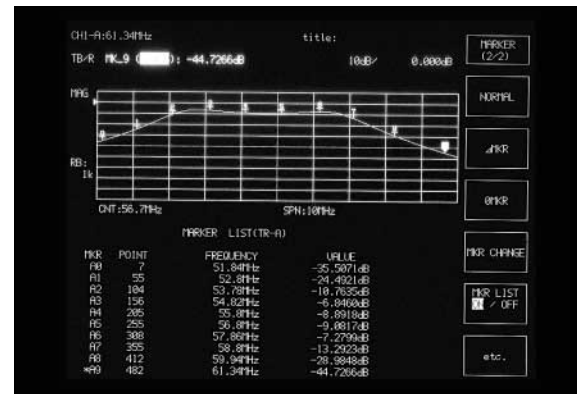 CH1-A:61.34MHz title:
TB/R MK_9 ( ): -44.7266dB 10dB/ 0.000dB
MAG
RB:
1k
CNT:56.7MHz SPN:10MHz
MARKER LIST(TR-A)
MKR POINT FREQUENCY VALUE
A0 7 51.84MHz -35.5071dB
A1 55 52.8MHz -24.4921dB
A2 104 53.78MHz -10.7635dB
A3 156 54.82MHz -6.8460dB
A4 205 55.8MHz -8.8918dB
A5 255 56.8MHz -9.0817dB
A6 308 57.86MHz -7.2799dB
A7 355 58.8MHz -13.2923dB
A8 412 59.94MHz -28.9848dB
*A9 482 61.34MHz -44.7266dB
MARKER
(2/2)
NORMAL
⊿MKR
0MKR
MKR CHANGE
MKR LIST
ON / OFF
etc.